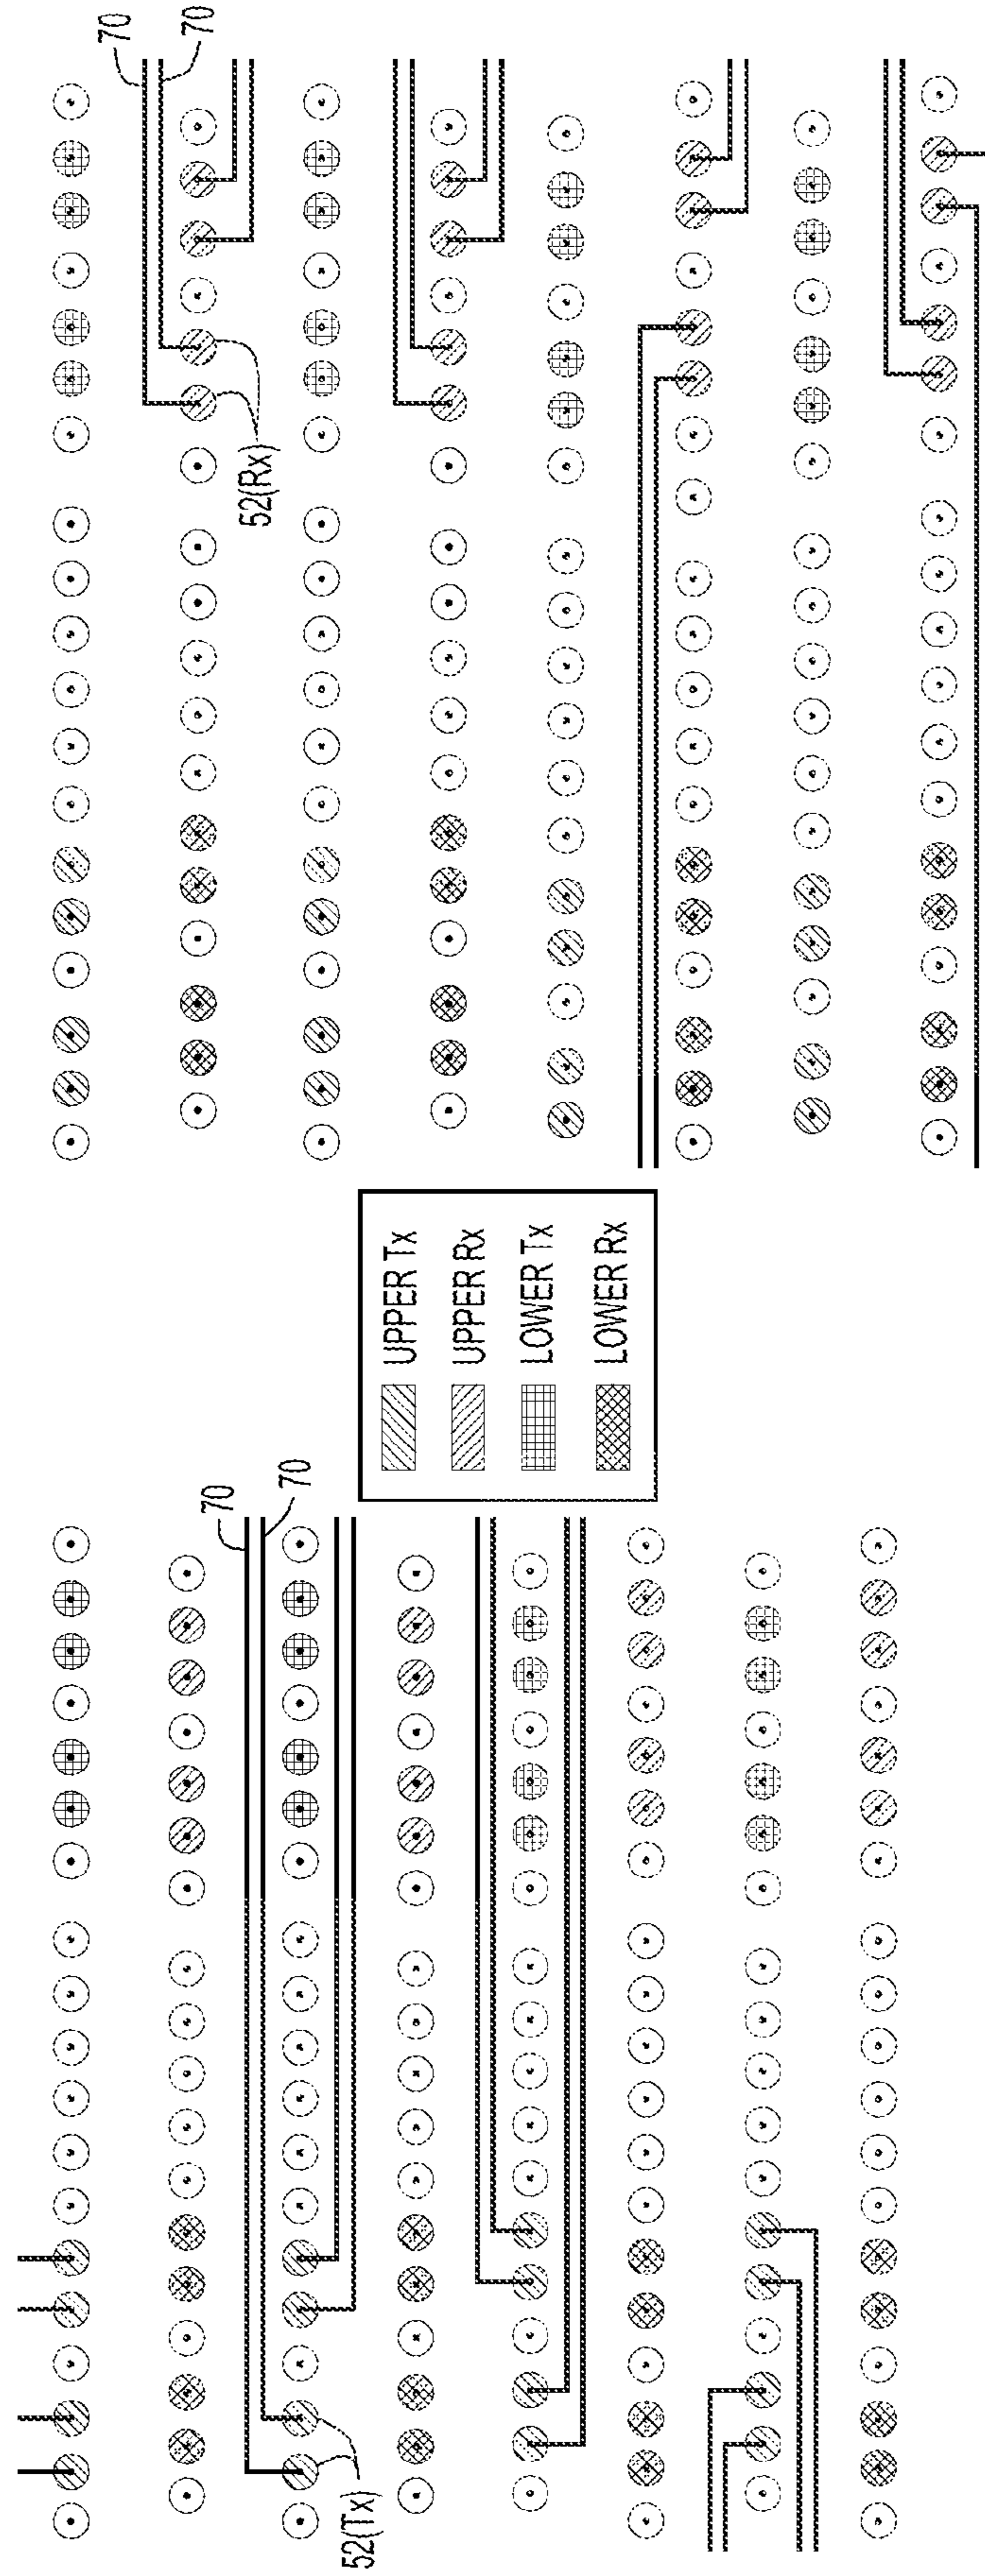 70
70
52(Rx)
UPPER Tx
UPPER Rx
LOWER Tx
LOWER Rx
70
70
52(Tx)